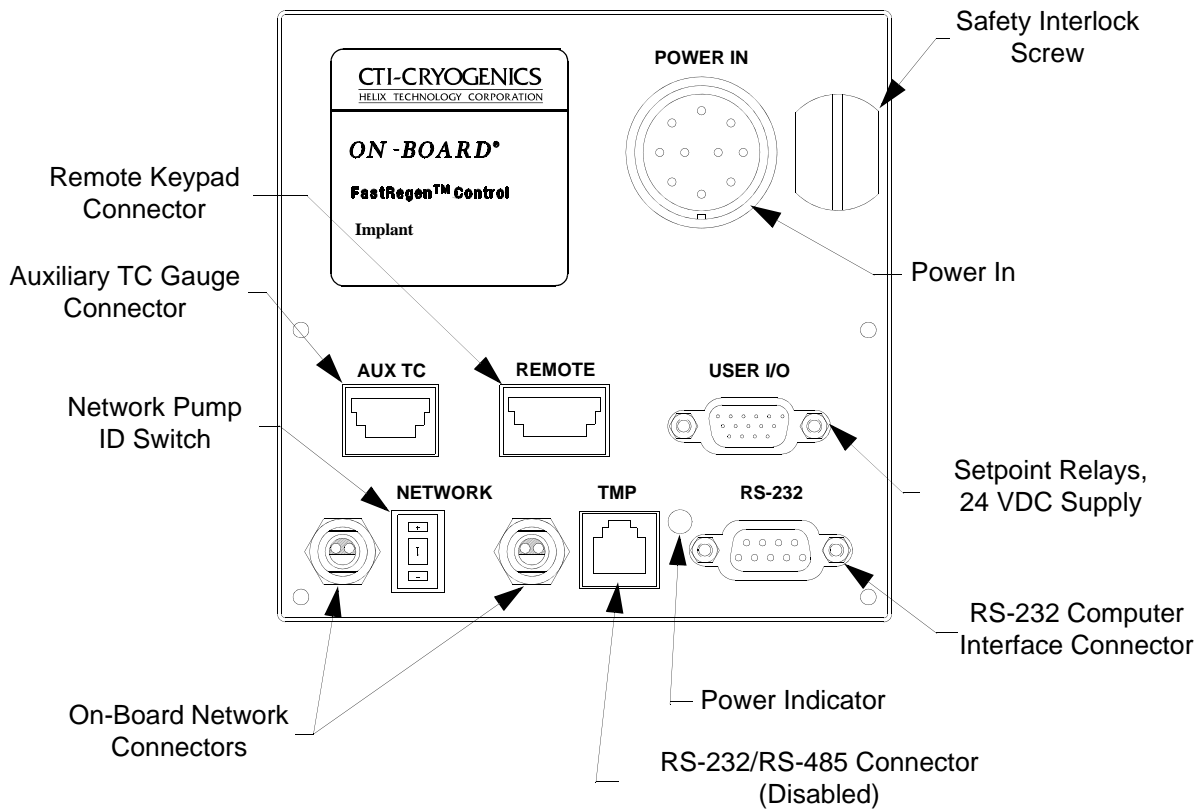 Safety Interlock
Screw
POWER IN
CTI-CRYOGENICS
HELIX TECHNOLOGY CORPORATION
ON-BOARD®
FastRegen™ Control
Implant
Remote Keypad
Connector
Power In
Auxiliary TC Gauge
Connector
AUX TC
REMOTE
USER I/O
Network Pump
ID Switch
Setpoint Relays,
24 VDC Supply
NETWORK
TMP
RS-232
+
1
-
RS-232 Computer
Interface Connector
Power Indicator
On-Board Network
Connectors
RS-232/RS-485 Connector
(Disabled)